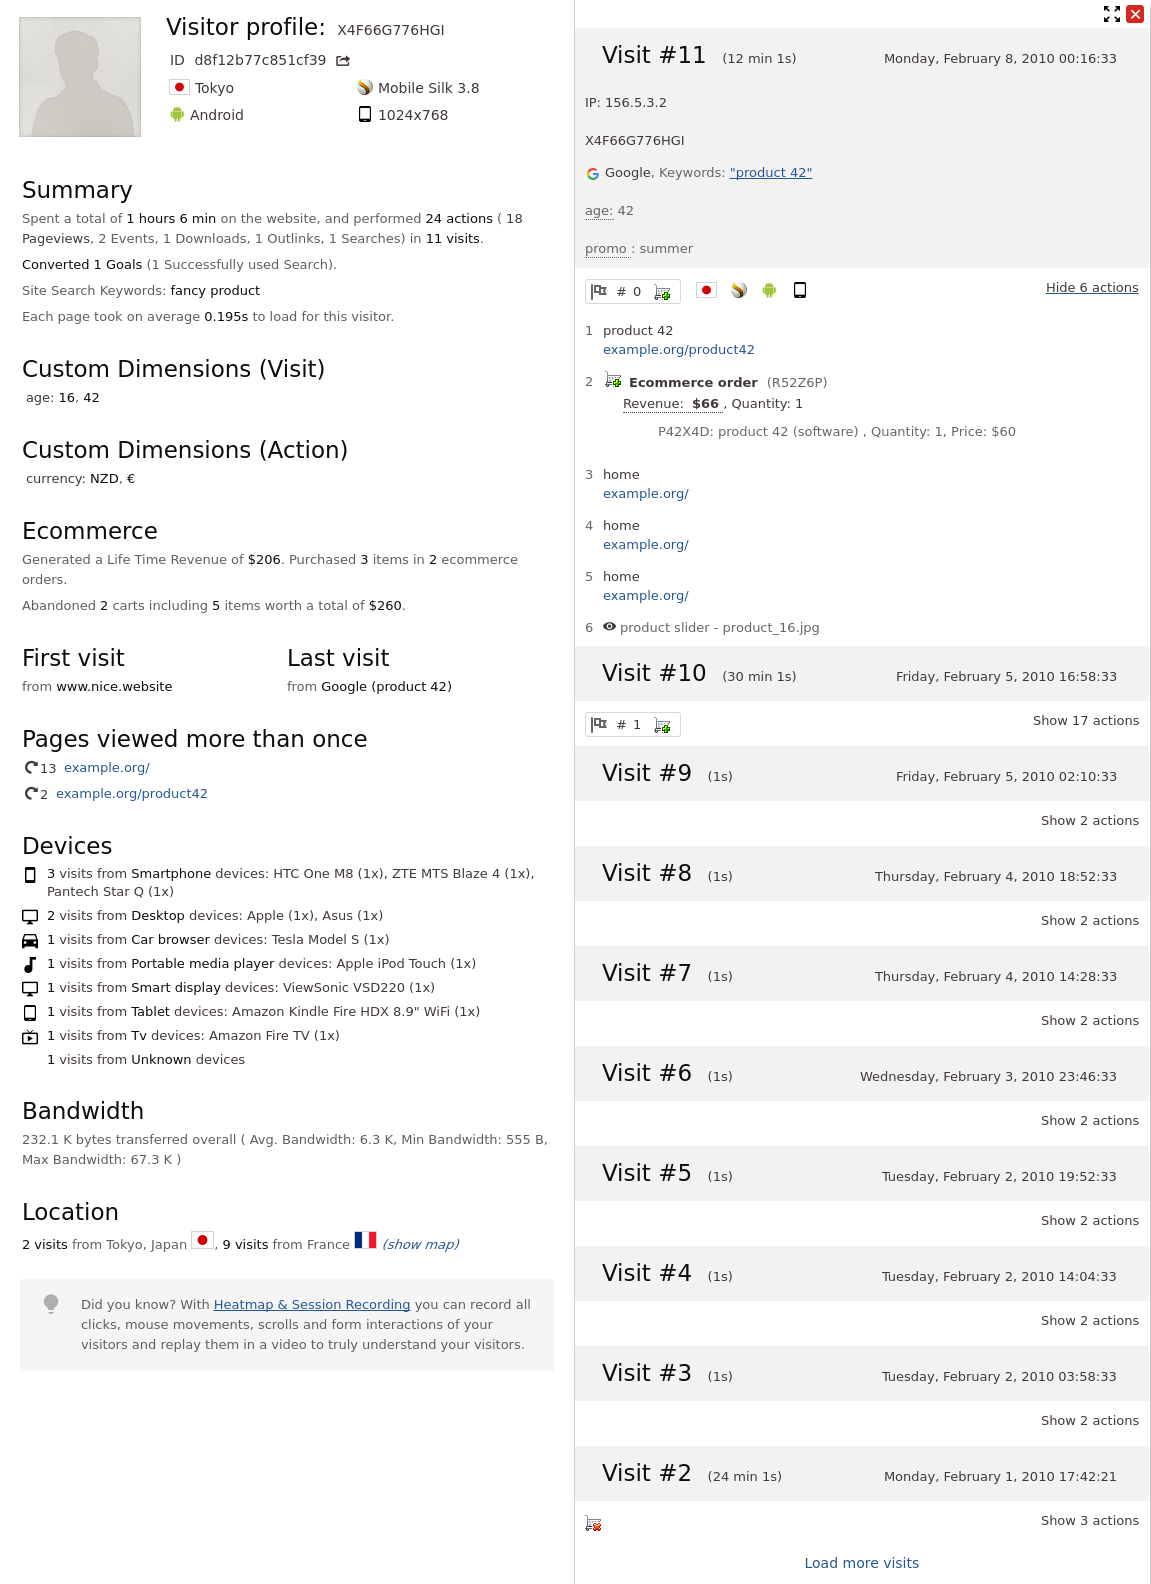 Visitor profile: X4F66G776HGI
ID d8f12b77c851cf39
Tokyo
Mobile Silk 3.8
Android
1024x768
Summary
Spent a total of 1 hours 6 min on the website, and performed 24 actions ( 18
Pageviews, 2 Events, 1 Downloads, 1 Outlinks, 1 Searches) in 11 visits.
Converted 1 Goals (1 Successfully used Search).
Site Search Keywords: fancy product
Each page took on average 0.195s to load for this visitor.
Custom Dimensions (Visit)
age: 16, 42
Custom Dimensions (Action)
currency: NZD, €
Ecommerce
Generated a Life Time Revenue of $206. Purchased 3 items in 2 ecommerce
orders.
Abandoned 2 carts including 5 items worth a total of $260.
First visit
from www.nice.website
Last visit
from Google (product 42)
Pages viewed more than once
13 example.org/
2 example.org/product42
Devices
3 visits from Smartphone devices: HTC One M8 (1x), ZTE MTS Blaze 4 (1x),
Pantech Star Q (1x)
2 visits from Desktop devices: Apple (1x), Asus (1x)
1 visits from Car browser devices: Tesla Model S (1x)
1 visits from Portable media player devices: Apple iPod Touch (1x)
1 visits from Smart display devices: ViewSonic VSD220 (1x)
1 visits from Tablet devices: Amazon Kindle Fire HDX 8.9" WiFi (1x)
1 visits from Tv devices: Amazon Fire TV (1x)
1 visits from Unknown devices
Bandwidth
232.1 K bytes transferred overall ( Avg. Bandwidth: 6.3 K, Min Bandwidth: 555 B,
Max Bandwidth: 67.3 K )
Location
2 visits from Tokyo, Japan , 9 visits from France (show map)
Did you know? With Heatmap & Session Recording you can record all
clicks, mouse movements, scrolls and form interactions of your
visitors and replay them in a video to truly understand your visitors.
Visit #11 (12 min 1s) Monday, February 8, 2010 00:16:33
IP: 156.5.3.2
X4F66G776HGI
Google, Keywords: "product 42"
age: 42
promo : summer
# 0
Hide 6 actions
1 product 42
example.org/product42
2 Ecommerce order (R52Z6P)
Revenue: $66 , Quantity: 1
P42X4D: product 42 (software) , Quantity: 1, Price: $60
3 home
example.org/
4 home
example.org/
5 home
example.org/
6 product slider - product_16.jpg
Visit #10 (30 min 1s) Friday, February 5, 2010 16:58:33
# 1
Show 17 actions
Visit #9 (1s) Friday, February 5, 2010 02:10:33
Show 2 actions
Visit #8 (1s) Thursday, February 4, 2010 18:52:33
Show 2 actions
Visit #7 (1s) Thursday, February 4, 2010 14:28:33
Show 2 actions
Visit #6 (1s) Wednesday, February 3, 2010 23:46:33
Show 2 actions
Visit #5 (1s) Tuesday, February 2, 2010 19:52:33
Show 2 actions
Visit #4 (1s) Tuesday, February 2, 2010 14:04:33
Show 2 actions
Visit #3 (1s) Tuesday, February 2, 2010 03:58:33
Show 2 actions
Visit #2 (24 min 1s) Monday, February 1, 2010 17:42:21
Show 3 actions
Load more visits